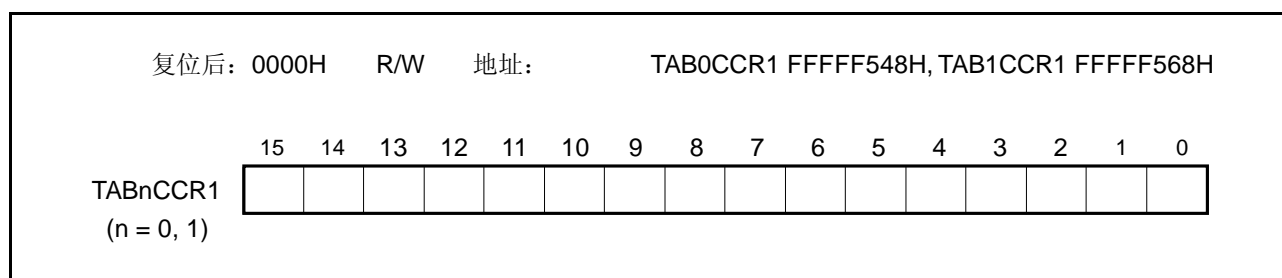 复位后：0000H R/W 地址： TAB0CCR1 FFFFF548H, TAB1CCR1 FFFFF568H
15 14 13 12 11 10 9 8 7 6 5 4 3 2 1 0
TABnCCR1
(n = 0, 1)